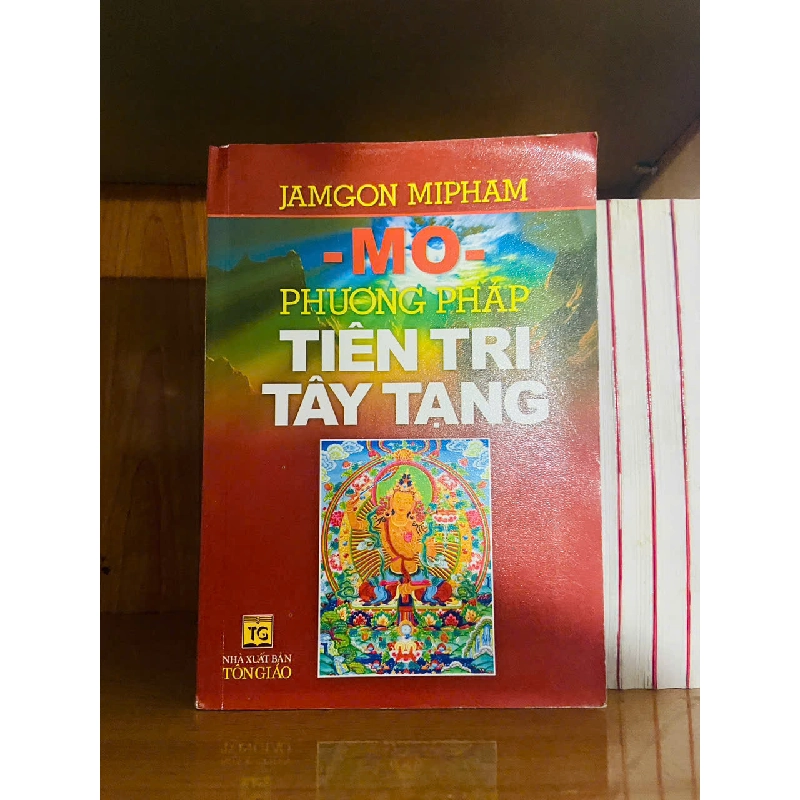 JAMGON MIPHAM
-MO-
PHƯƠNG PHÁP
TIÊN TRI
TÂY TẠNG
TG
NHÀ XUẤT BẢN
TÔN GIÁO